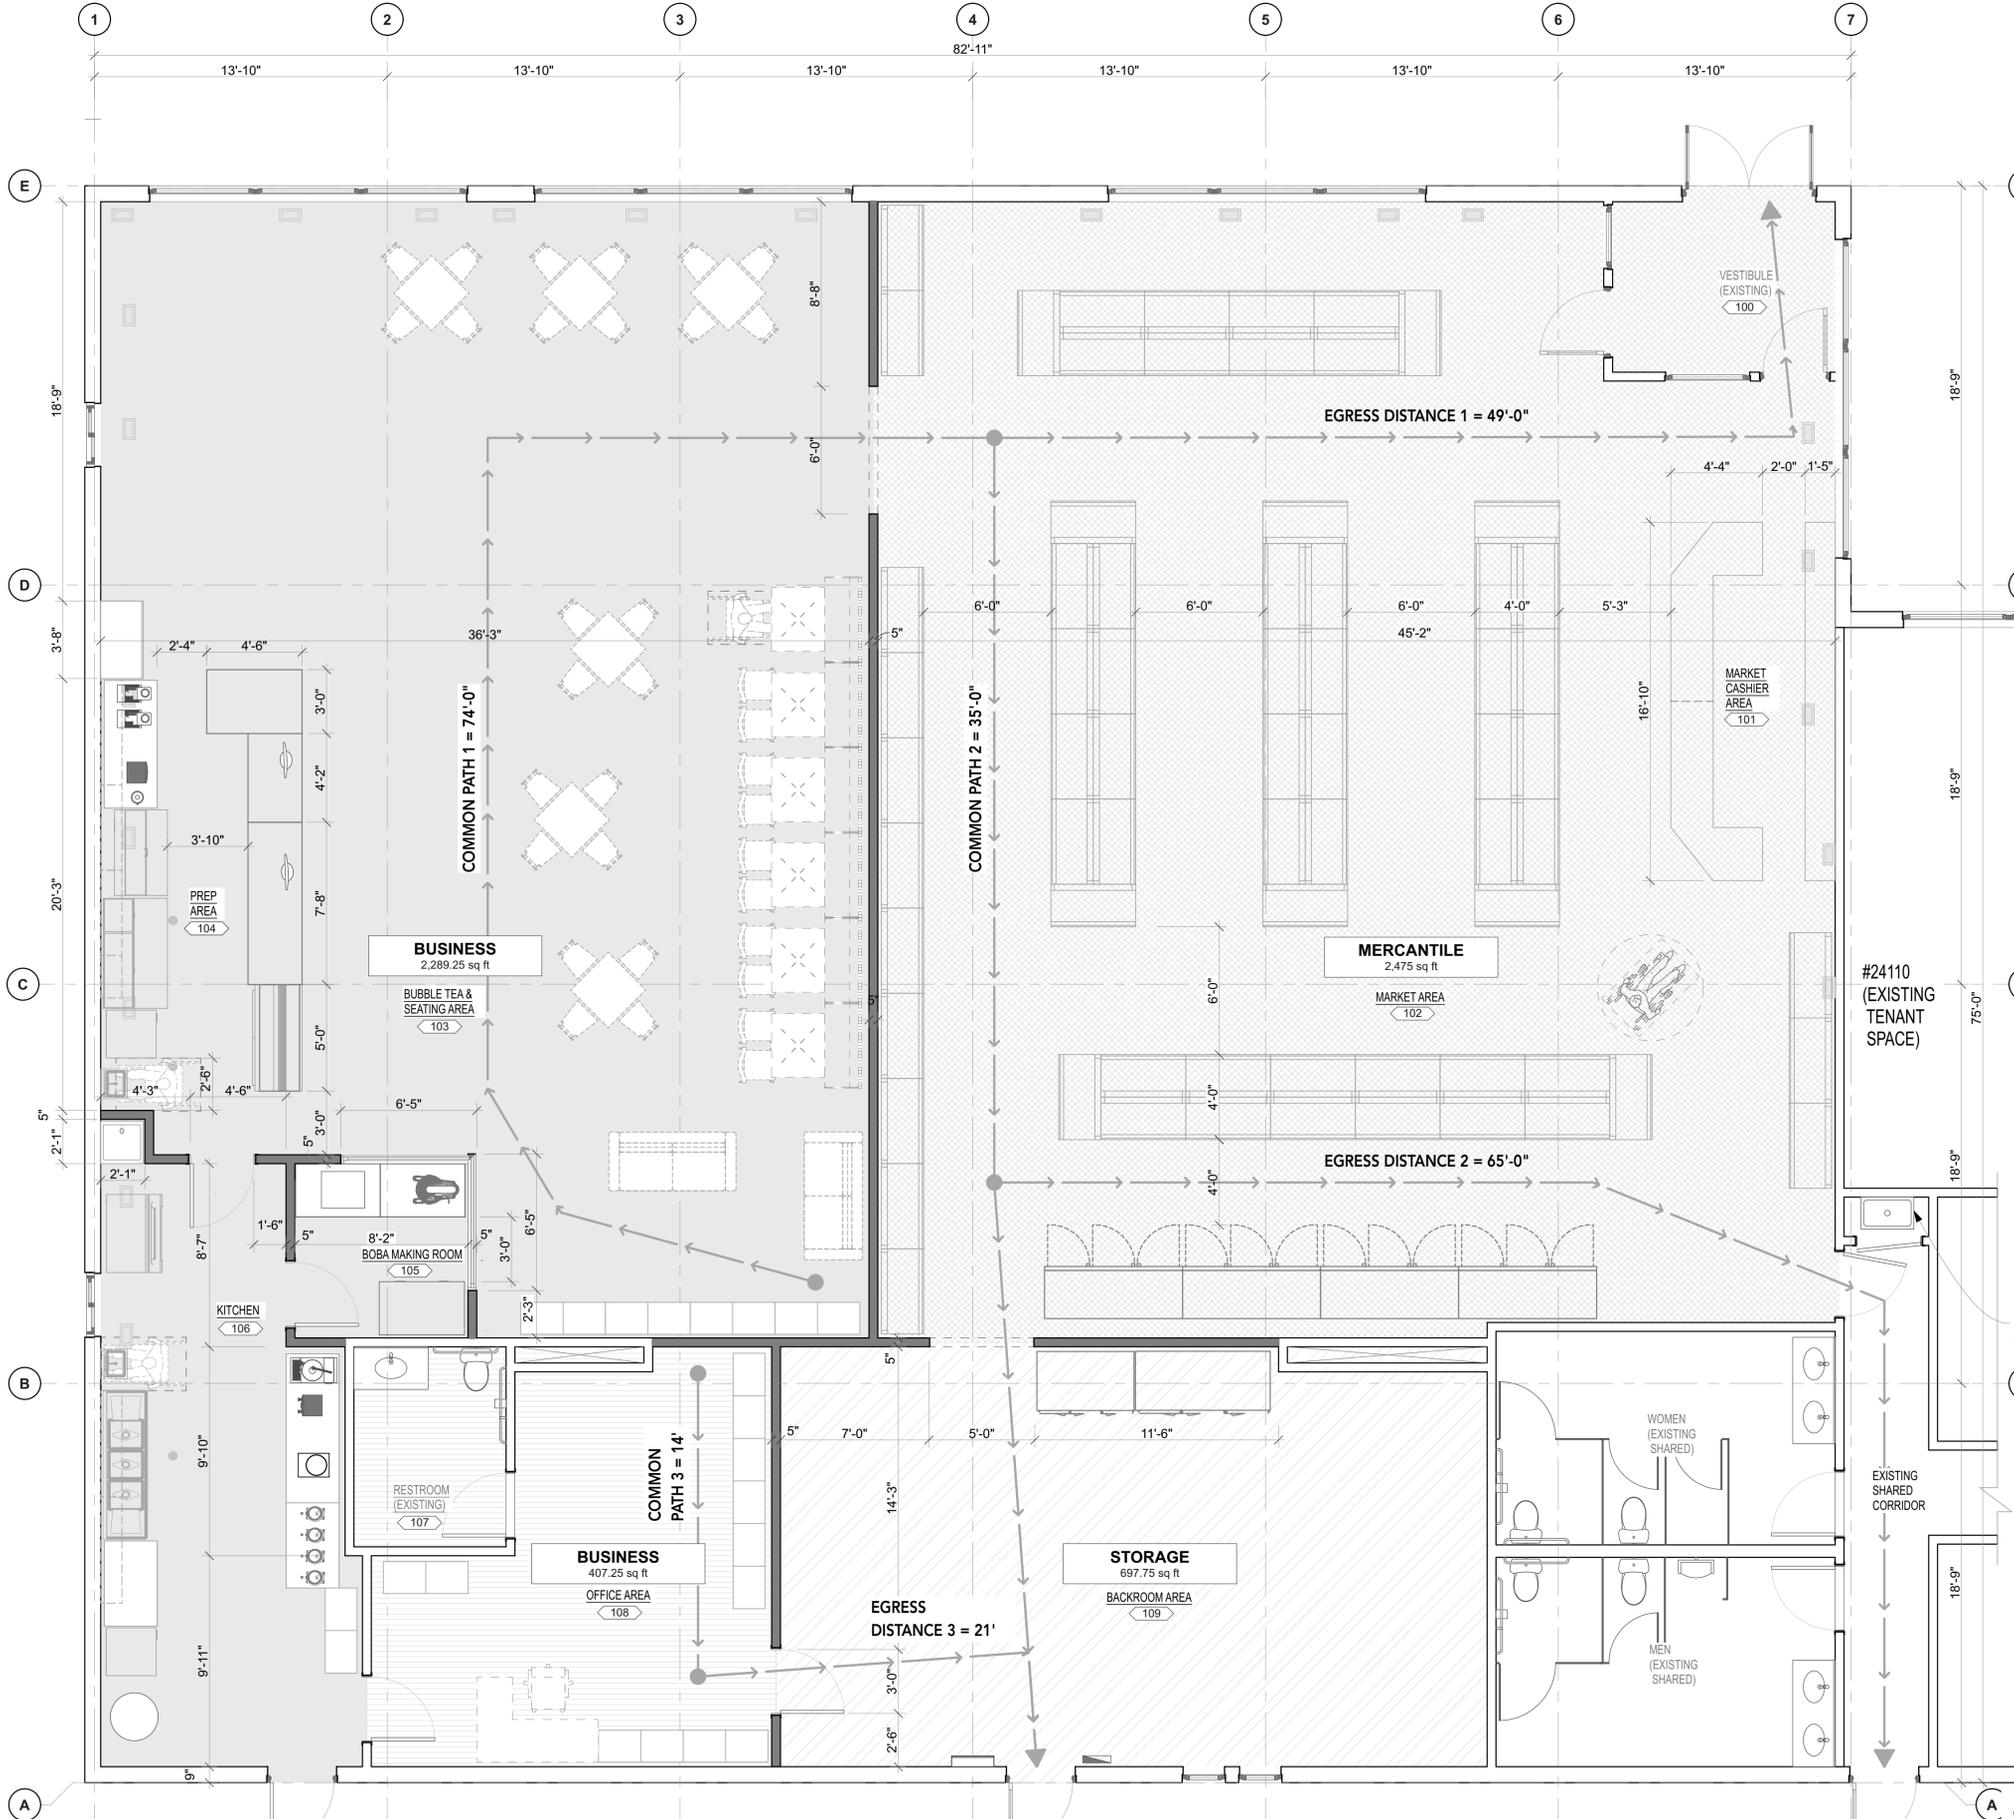 1 2 3 4 5 6 7
82'-11"
13'-10" 13'-10" 13'-10" 13'-10" 13'-10" 13'-10"
E
18'-9"
8'-8"
6'-0"
VESTIBULE
(EXISTING)
100
18'-9"
EGRESS DISTANCE 1 = 49'-0"
4'-4" 2'-0" 1'-5"
D
3'-8"
2'-4" 4'-6"
36'-3"
5"
6'-0" 6'-0" 6'-0" 4'-0" 5'-3"
45'-2"
3'-0"
4'-2"
7'-8"
5'-0"
3'-0"
COMMON PATH 1 = 74'-0"
COMMON PATH 2 = 35'-0"
16'-10"
MARKET
CASHIER
AREA
101
18'-9"
3'-10"
20'-3"
PREP
AREA
104
BUSINESS
2,289.25 sq ft
BUBBLE TEA &
SEATING AREA
103
5"
MERCANTILE
2,475 sq ft
MARKET AREA
102
C
#24110
(EXISTING
TENANT
SPACE)
75'-0"
6'-0"
4'-0"
4'-0"
4'-3" 2'-6" 4'-6"
5"
2'-1"
6'-5"
5"
2'-1"
EGRESS DISTANCE 2 = 65'-0"
18'-9"
8'-7"
1'-6" 5" 8'-2" 5"
3'-0"
6'-5"
2'-3"
BOBA MAKING ROOM
105
KITCHEN
106
B
5"
9'-10"
9'-11"
9"
RESTROOM
(EXISTING)
107
COMMON
PATH 3 = 14'
5" 7'-0" 5'-0" 11'-6"
14'-3"
WOMEN
(EXISTING
SHARED)
EXISTING
SHARED
CORRIDOR
BUSINESS
407.25 sq ft
OFFICE AREA
108
STORAGE
697.75 sq ft
BACKROOM AREA
109
EGRESS
DISTANCE 3 = 21'
3'-0"
2'-6"
MEN
(EXISTING
SHARED)
18'-9"
A
A